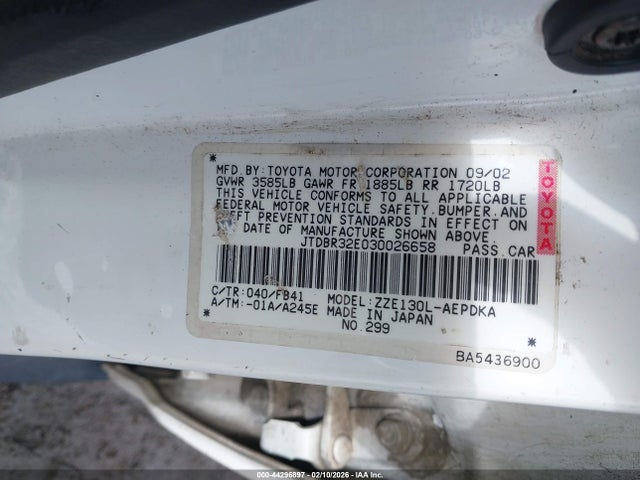 MFD.BY:TOYOTA MOTOR CORPORATION 09/02
GVWR 3585LB GAWR FR 1885LB RR 1720LB
THIS VEHICLE CONFORMS TO ALL APPLICABLE
FEDERAL MOTOR VEHICLE SAFETY,BUMPER,AND
THEFT PREVENTION STANDARDS IN EFFECT ON
THE DATE OF MANUFACTURE SHOWN ABOVE.
JTDBR32E030026658 PASS.CAR
TOYOTA
C/TR: 040/FB41 MODEL: ZZE130L-AEPDKA
A/TM: -01A/A245E MADE IN JAPAN
NO.299
BA5436900
000-44296897 - 02/10/2026 - Copyright IAA, Inc.